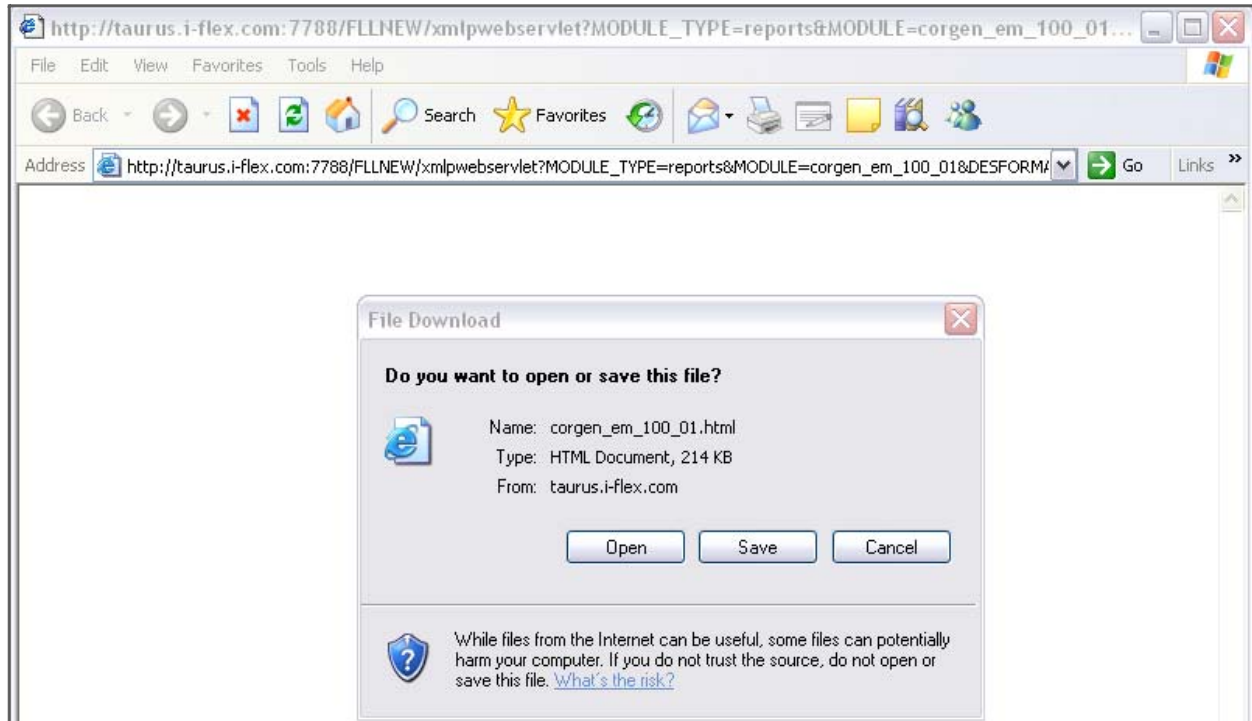 http://taurus.i-flex.com:7788/FLLNEW/xmlpwebservlet?MODULE_TYPE=reports&MODULE=corgen_em_100_01...
File Edit View Favorites Tools Help
Back Search Favorites
Address http://taurus.i-flex.com:7788/FLLNEW/xmlpwebservlet?MODULE_TYPE=reports&MODULE=corgen_em_100_01&DESFORMA Go Links »
File Download
Do you want to open or save this file?
Name: corgen_em_100_01.html
Type: HTML Document, 214 KB
From: taurus.i-flex.com
Open Save Cancel
While files from the Internet can be useful, some files can potentially
harm your computer. If you do not trust the source, do not open or
save this file. What's the risk?